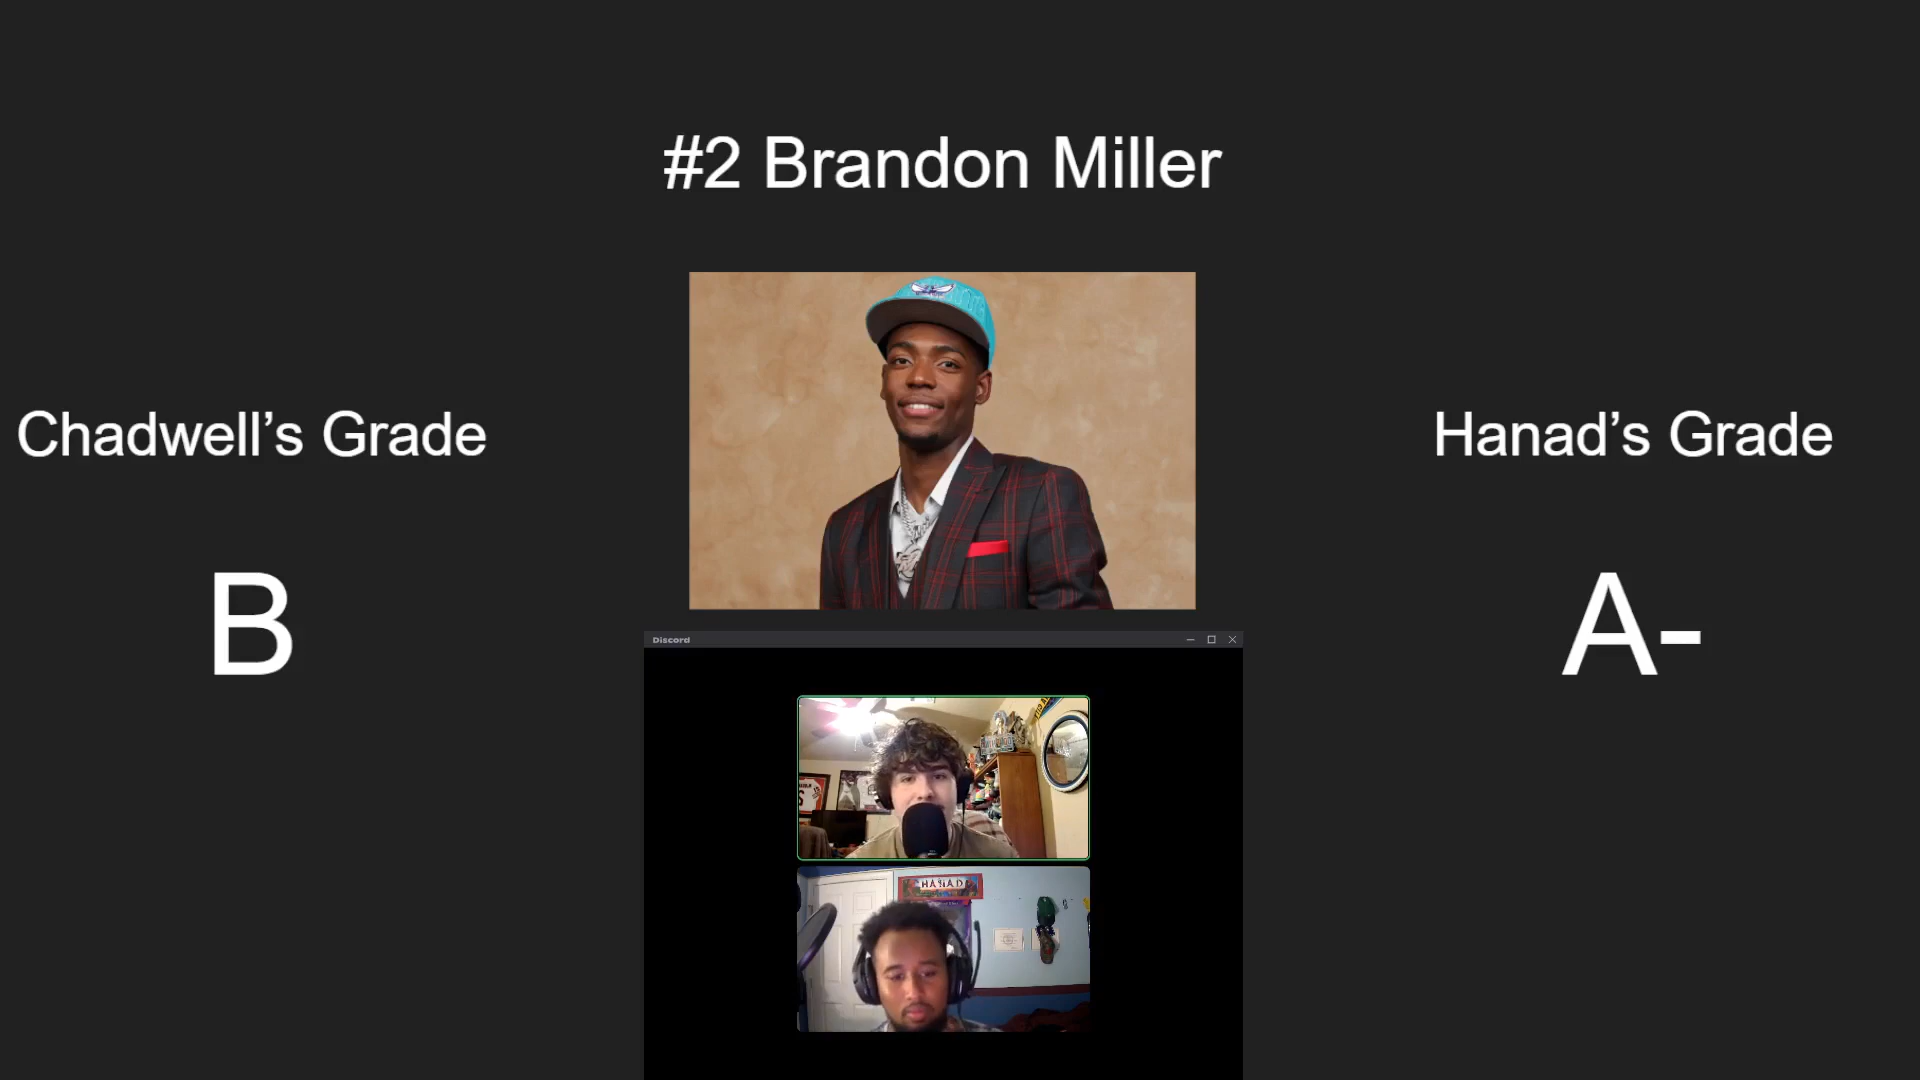 #2 Brandon Miller
Chadwell’s Grade
Hanad’s Grade
B
A-
Discord
HANAD